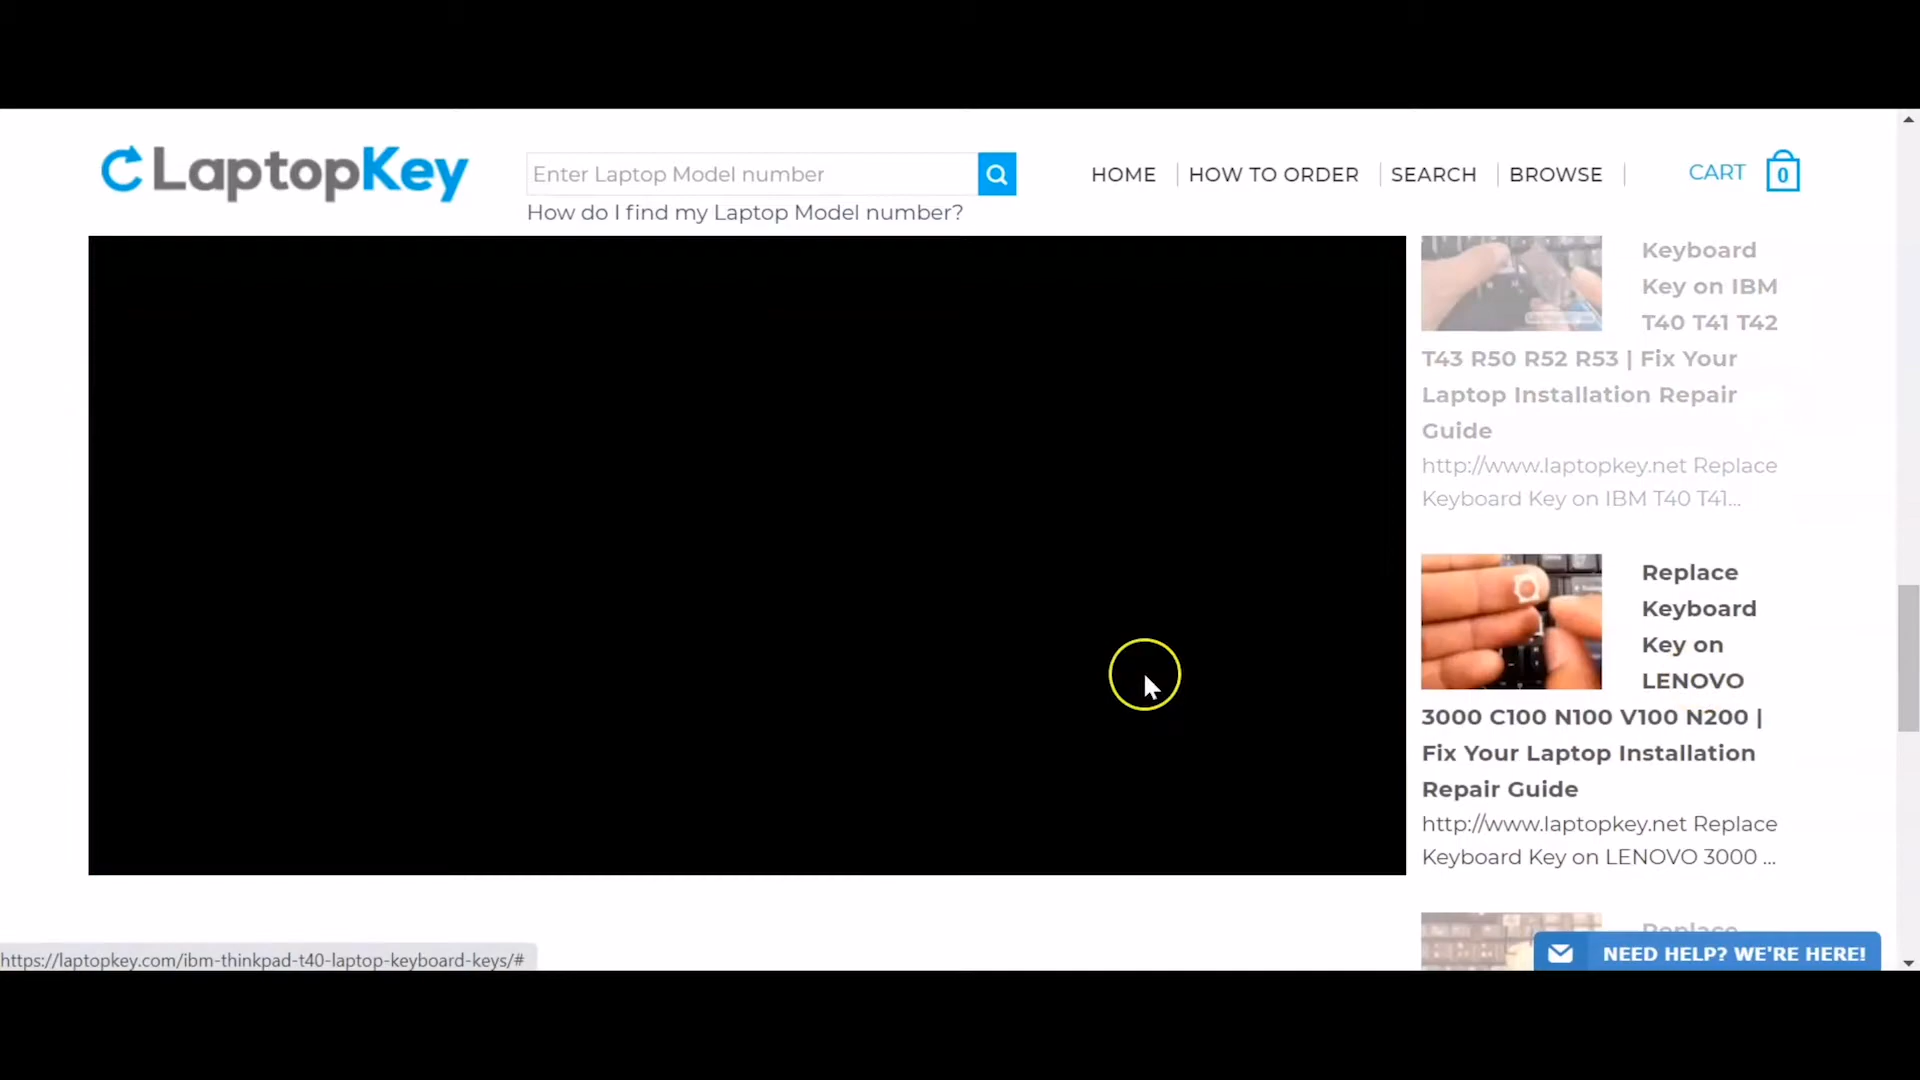 LaptopKey
Enter Laptop Model number
How do I find my Laptop Model number?
HOME
HOW TO ORDER
SEARCH
BROWSE
CART
0
Keyboard
Key on IBM
T40 T41 T42
T43 R50 R52 R53 | Fix Your
Laptop Installation Repair
Guide
http://www.laptopkey.net Replace
Keyboard Key on IBM T40 T41...
Replace
Keyboard
Key on
LENOVO
3000 C100 N100 V100 N200 |
Fix Your Laptop Installation
Repair Guide
http://www.laptopkey.net Replace
Keyboard Key on LENOVO 3000 ...
Replace
NEED HELP? WE'RE HERE!
https://laptopkey.com/ibm-thinkpad-t40-laptop-keyboard-keys/#